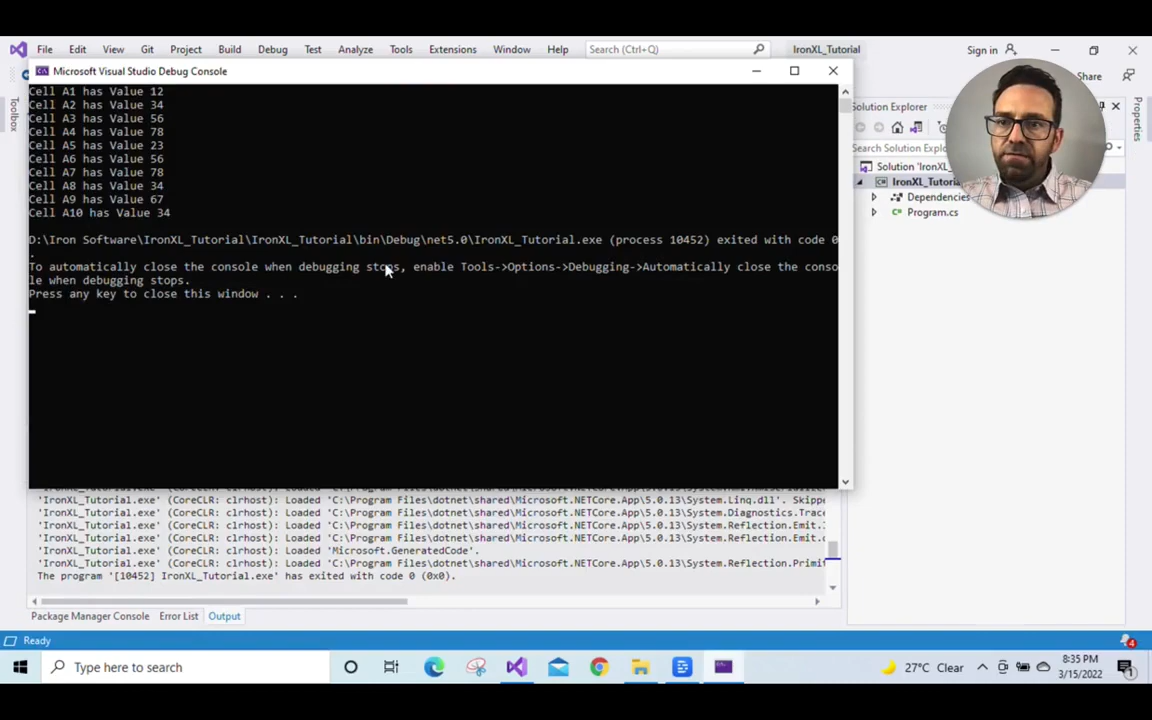 File Edit View Git Project Build Debug Test Analyze Tools Extensions Window Help Search (Ctrl+Q) IronXL_Tutorial Sign in
Microsoft Visual Studio Debug Console
Share
Toolbox
Cell A1 has Value 12
Cell A2 has Value 34
Cell A3 has Value 56
Cell A4 has Value 78
Cell A5 has Value 23
Cell A6 has Value 56
Cell A7 has Value 78
Cell A8 has Value 34
Cell A9 has Value 67
Cell A10 has Value 34
D:\Iron Software\IronXL_Tutorial\IronXL_Tutorial\bin\Debug\net5.0\IronXL_Tutorial.exe (process 10452) exited with code 0
.
To automatically close the console when debugging stops, enable Tools->Options->Debugging->Automatically close the conso
le when debugging stops.
Press any key to close this window . . .
Solution Explorer
Search Solution
Solution 'IronXL_
IronXL_Tutoria
Dependencies
Program.cs
Properties
'IronXL_Tutorial.exe' (CoreCLR: clrhost): Loaded 'C:\Program Files\dotnet\shared\Microsoft.NETCore.App\5.0.13\System.Linq.dll'. Skippe
'IronXL_Tutorial.exe' (CoreCLR: clrhost): Loaded 'C:\Program Files\dotnet\shared\Microsoft.NETCore.App\5.0.13\System.Diagnostics.Trace
'IronXL_Tutorial.exe' (CoreCLR: clrhost): Loaded 'C:\Program Files\dotnet\shared\Microsoft.NETCore.App\5.0.13\System.Reflection.Emit.
'IronXL_Tutorial.exe' (CoreCLR: clrhost): Loaded 'C:\Program Files\dotnet\shared\Microsoft.NETCore.App\5.0.13\System.Reflection.Emit.
'IronXL_Tutorial.exe' (CoreCLR: clrhost): Loaded 'Microsoft.GeneratedCode'.
'IronXL_Tutorial.exe' (CoreCLR: clrhost): Loaded 'C:\Program Files\dotnet\shared\Microsoft.NETCore.App\5.0.13\System.Reflection.Primi
The program '[10452] IronXL_Tutorial.exe' has exited with code 0 (0x0).
Package Manager Console Error List Output
Ready 4
Type here to search 27°C Clear 8:35 PM
3/15/2022 1